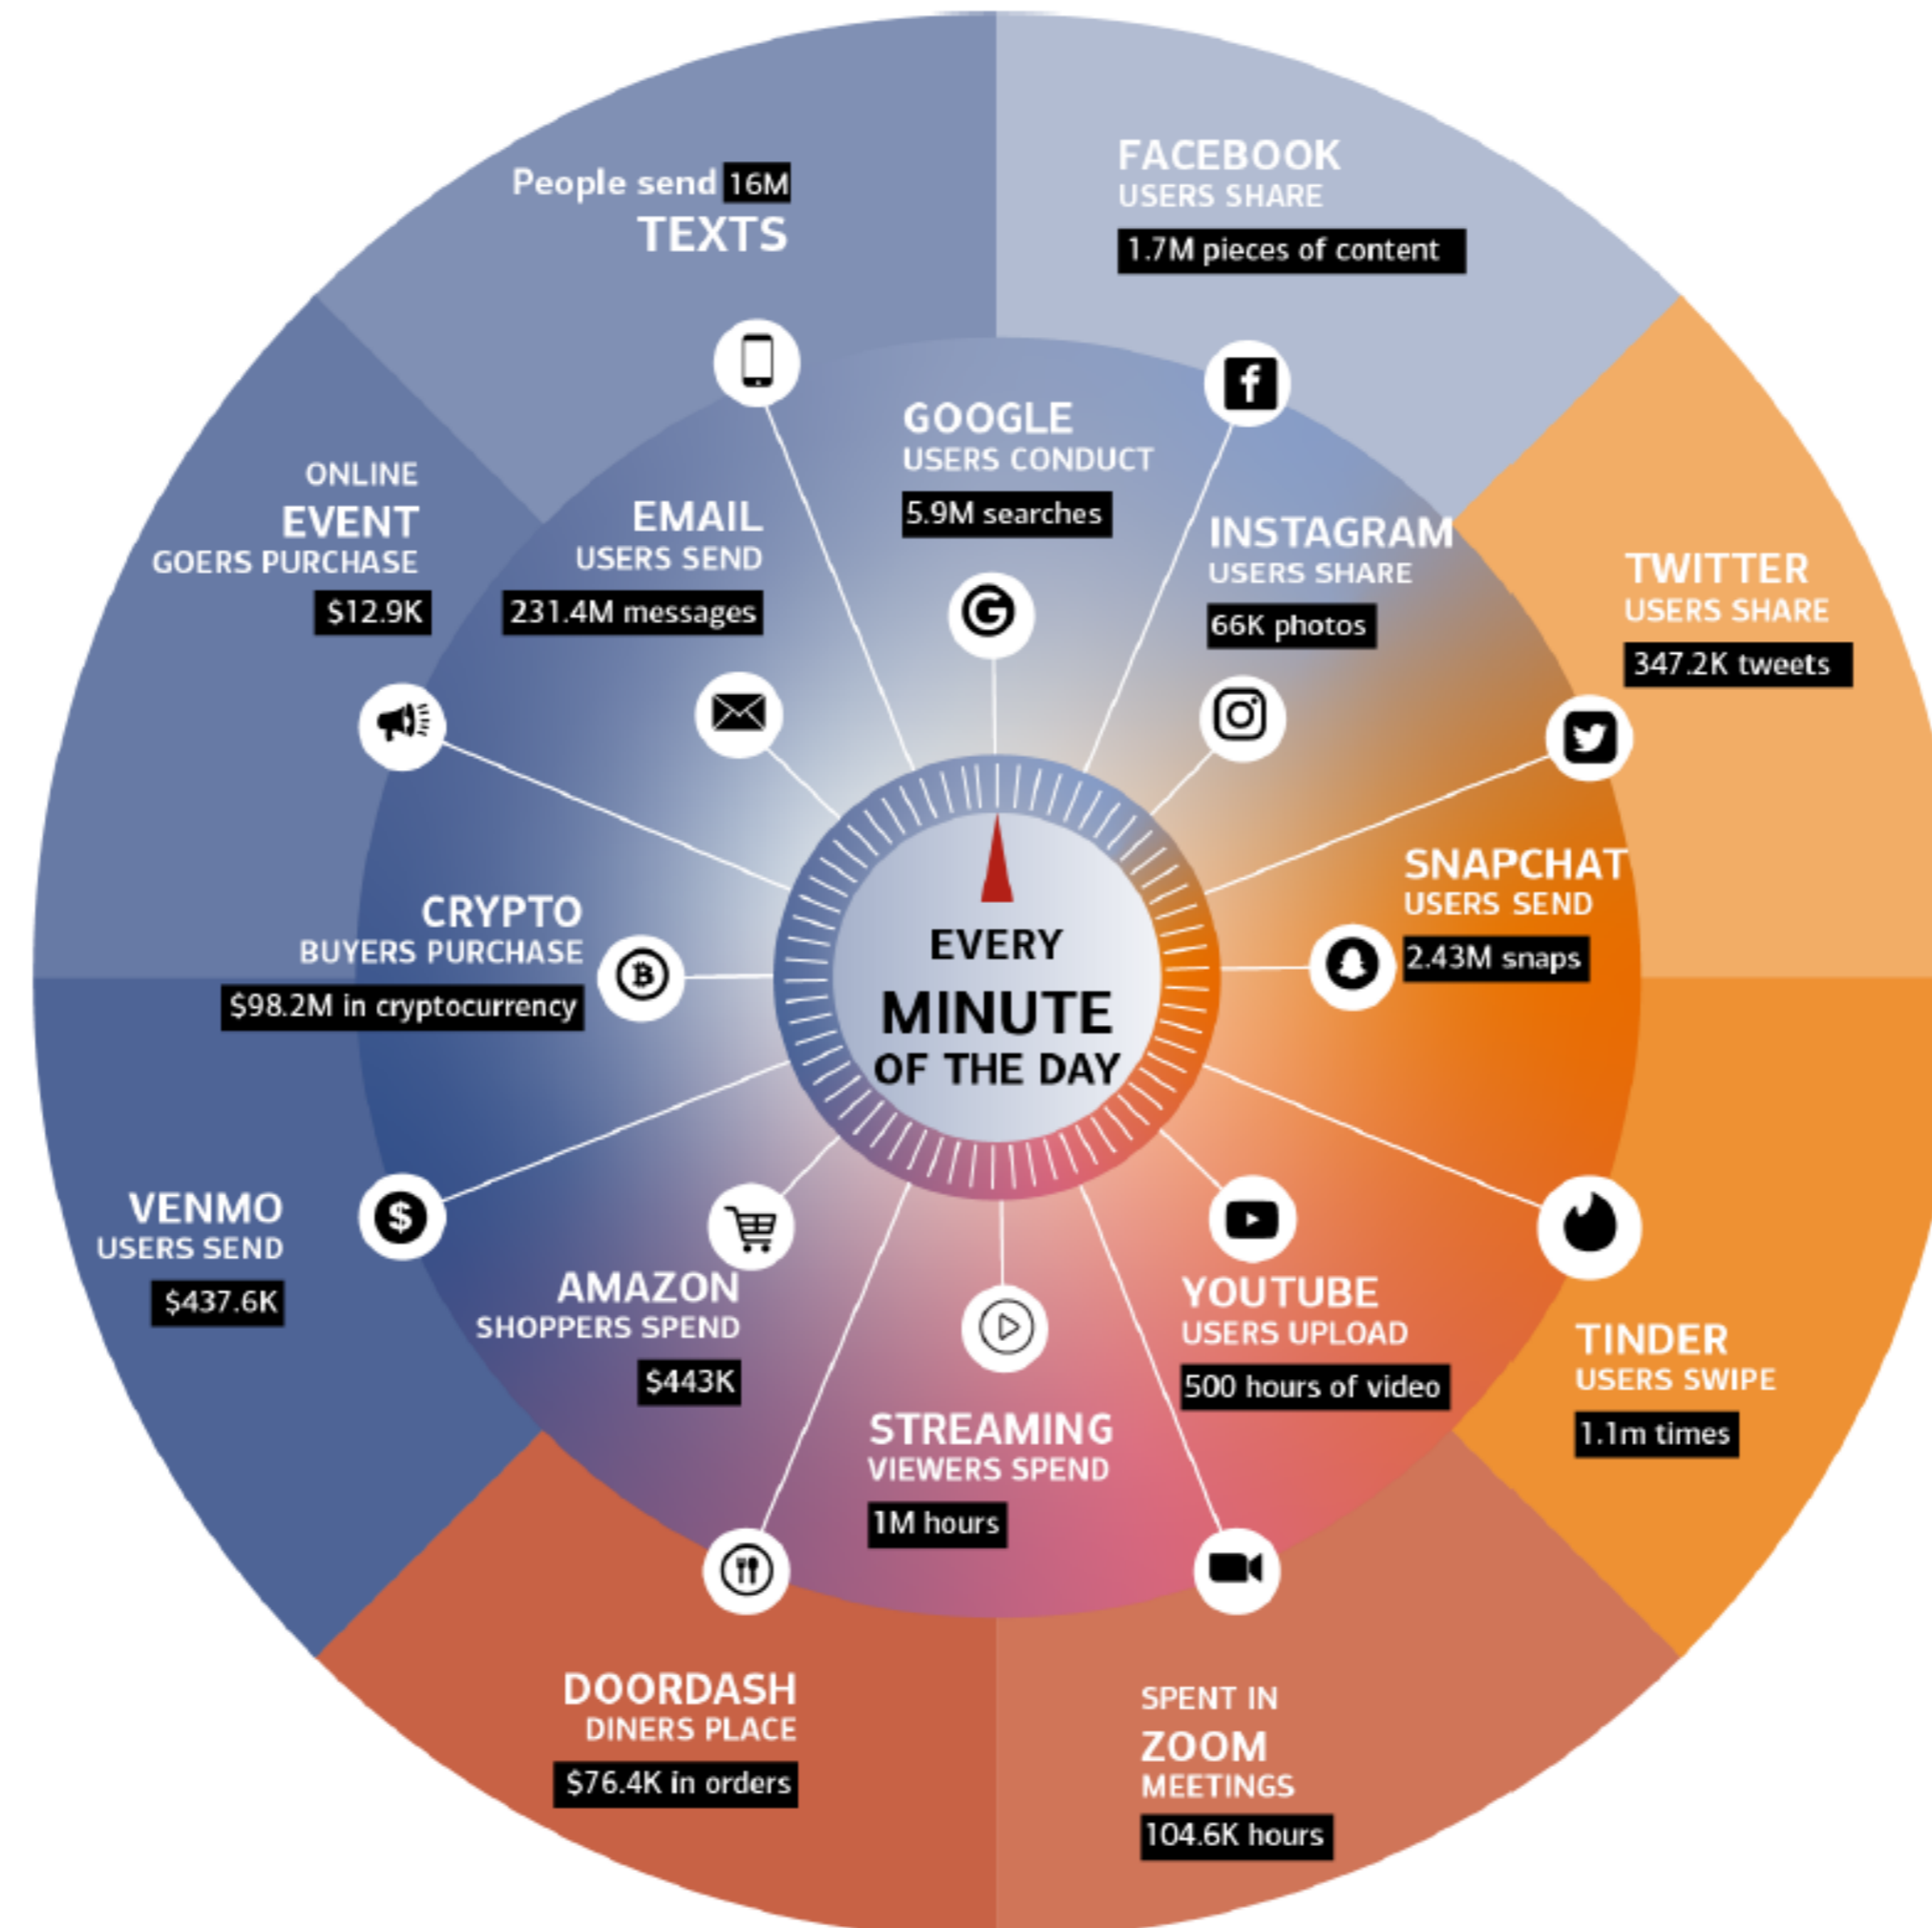 People send 16M
TEXTS
FACEBOOK
USERS SHARE
1.7M pieces of content
GOOGLE
USERS CONDUCT
5.9M searches
ONLINE
EVENT
GOERS PURCHASE
$12.9K
EMAIL
USERS SEND
231.4M messages
INSTAGRAM
USERS SHARE
66K photos
TWITTER
USERS SHARE
347.2K tweets
CRYPTO
BUYERS PURCHASE
$98.2M in cryptocurrency
EVERY
MINUTE
OF THE DAY
SNAPCHAT
USERS SEND
2.43M snaps
VENMO
USERS SEND
$437.6K
AMAZON
SHOPPERS SPEND
$443K
STREAMING
VIEWERS SPEND
1M hours
YOUTUBE
USERS UPLOAD
500 hours of video
TINDER
USERS SWIPE
1.1m times
DOORDASH
DINERS PLACE
$76.4K in orders
SPENT IN
ZOOM
MEETINGS
104.6K hours